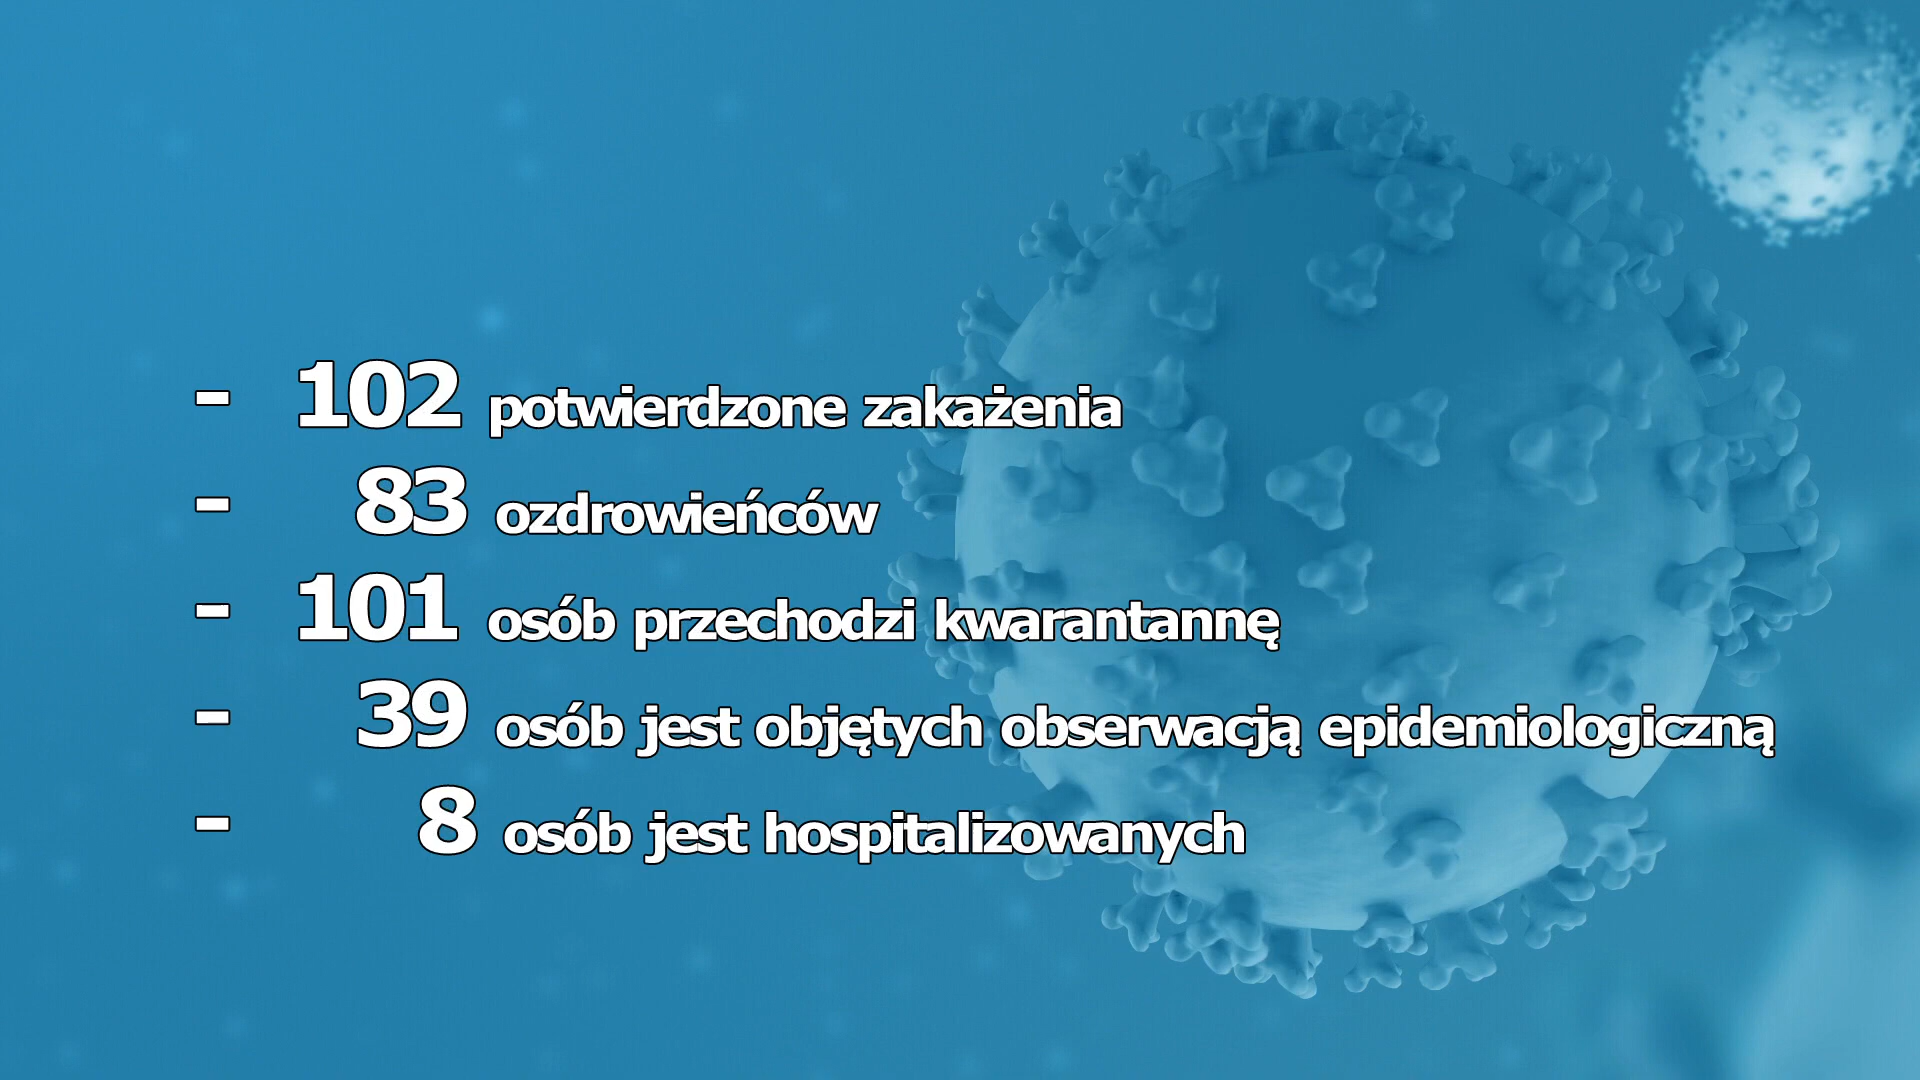 - 102 potwierdzone zakażenia
- 83 ozdrowieńców
- 101 osób przechodzi kwarantannę
- 39 osób jest objętych obserwacją epidemiologiczną
- 8 osób jest hospitalizowanych